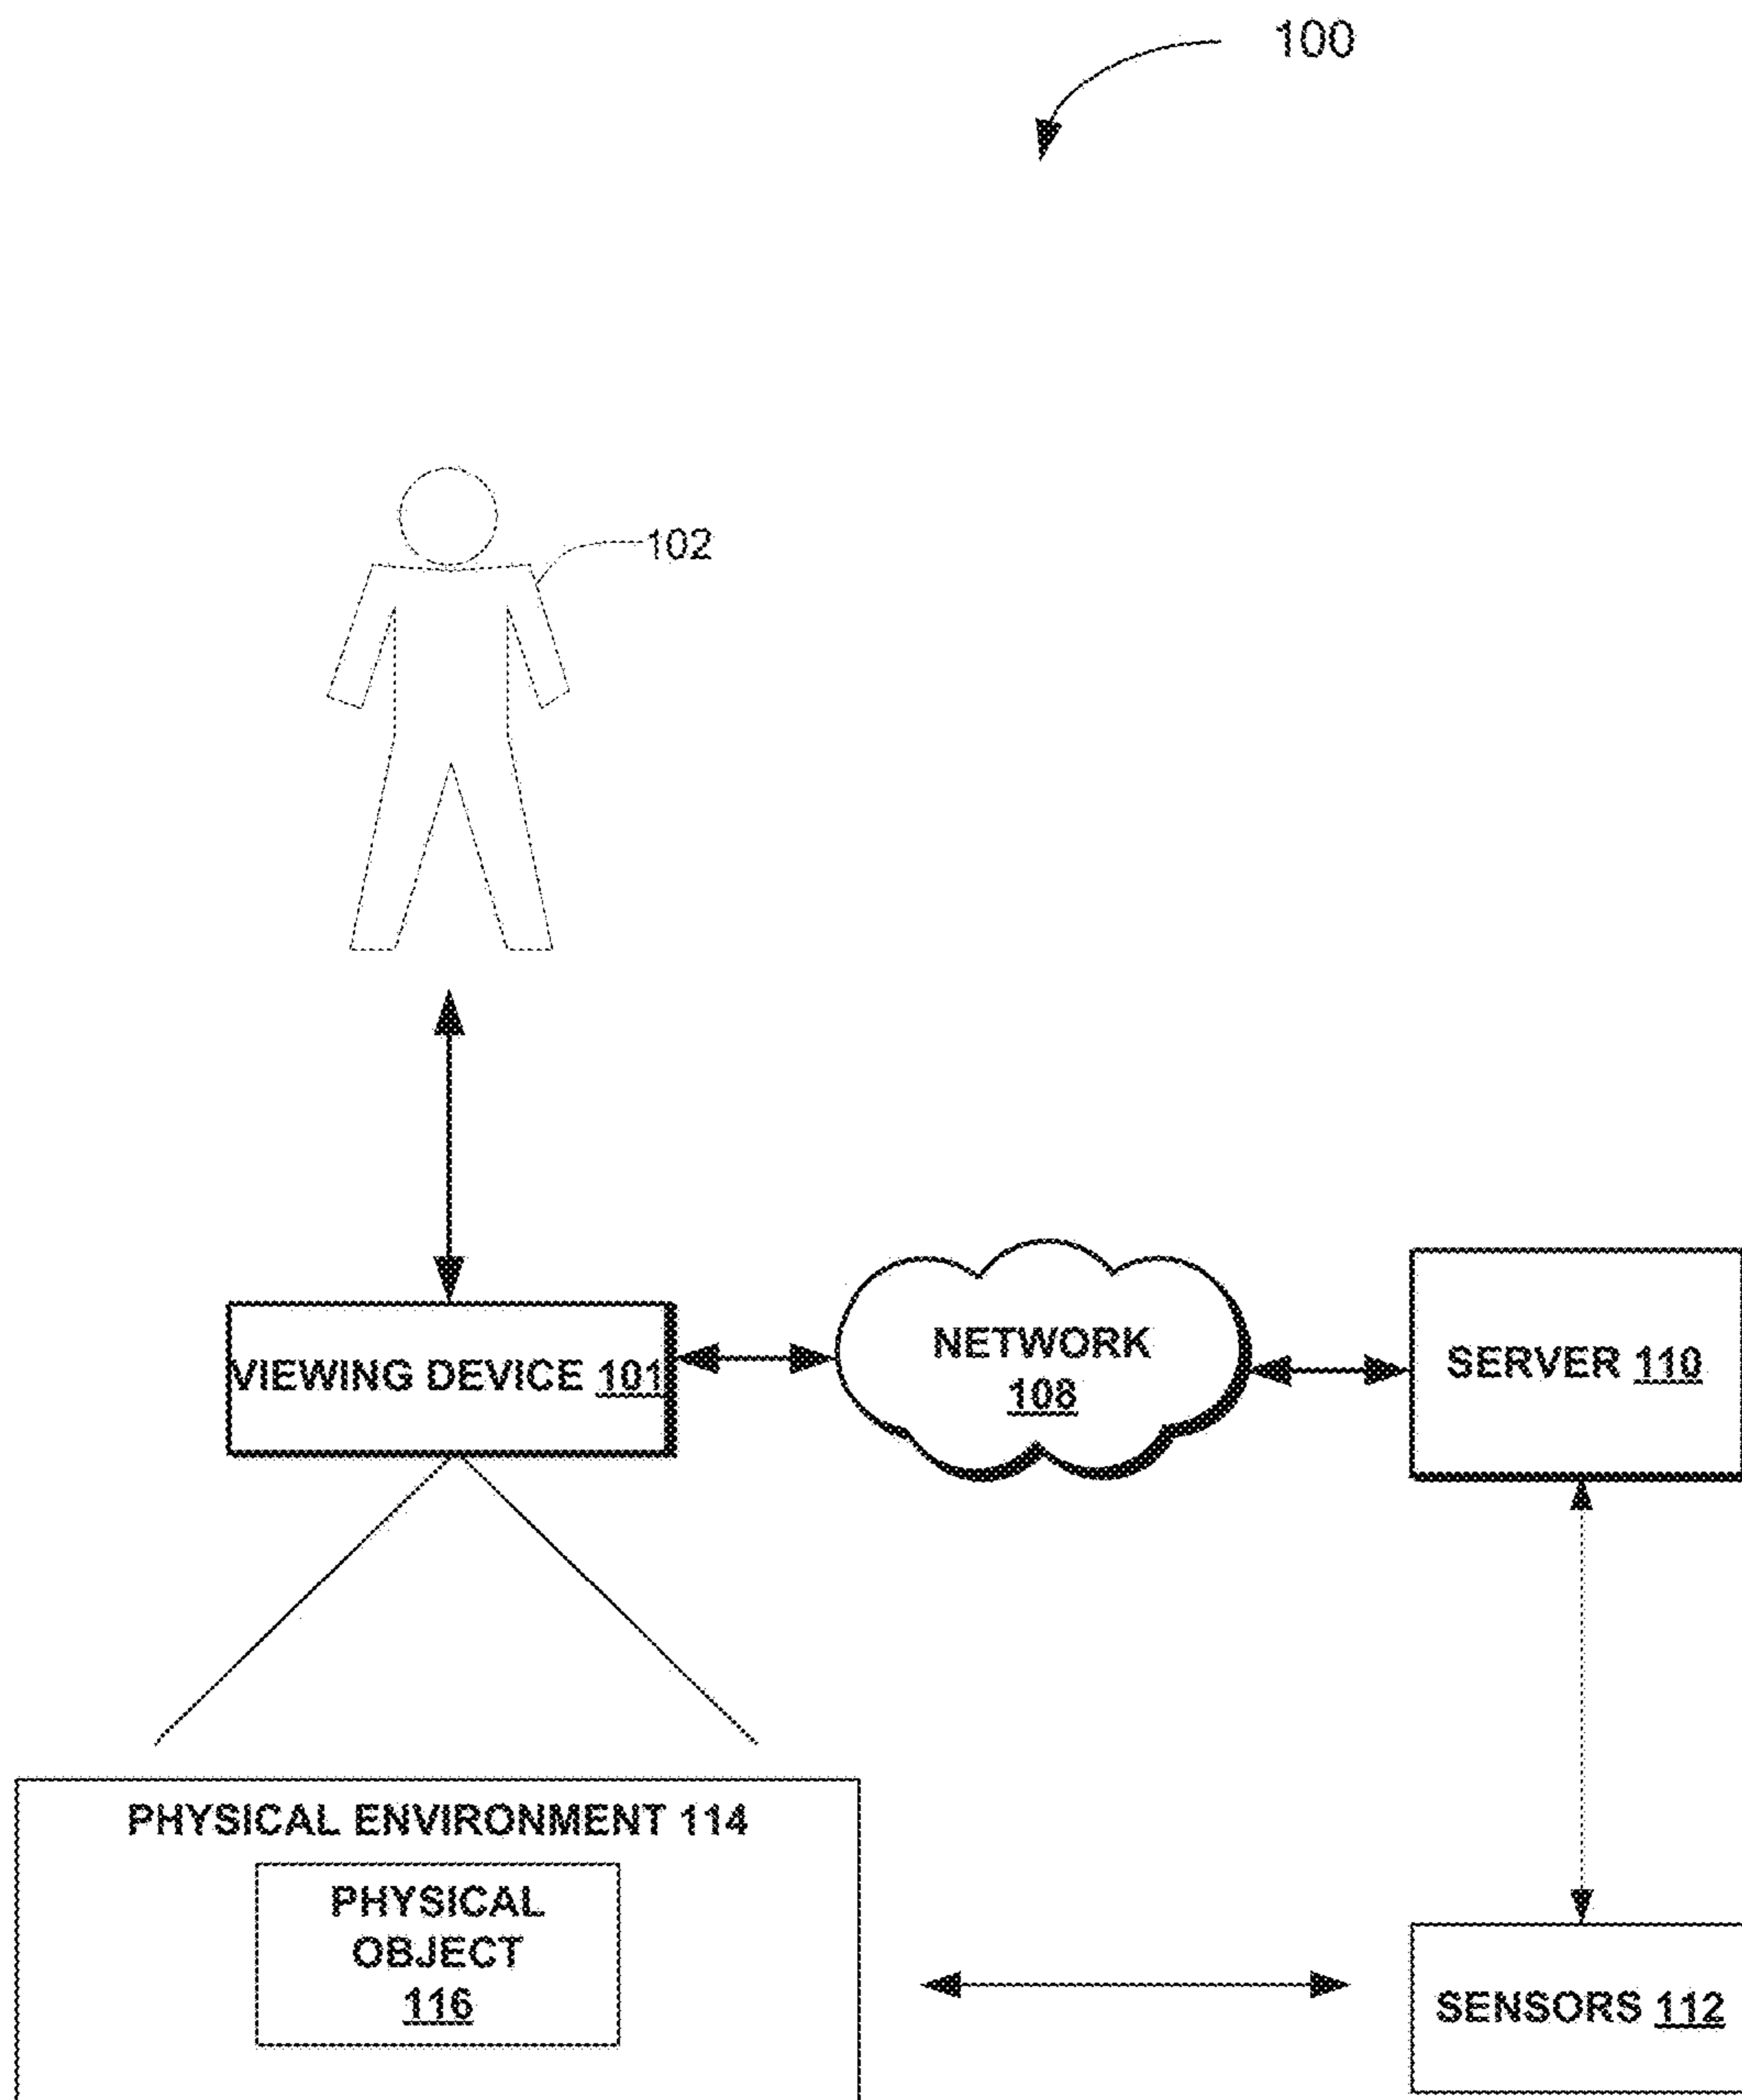 100
102
VIEWING DEVICE 101
NETWORK
108
SERVER 110
PHYSICAL ENVIRONMENT 114
PHYSICAL
OBJECT
116
SENSORS 112